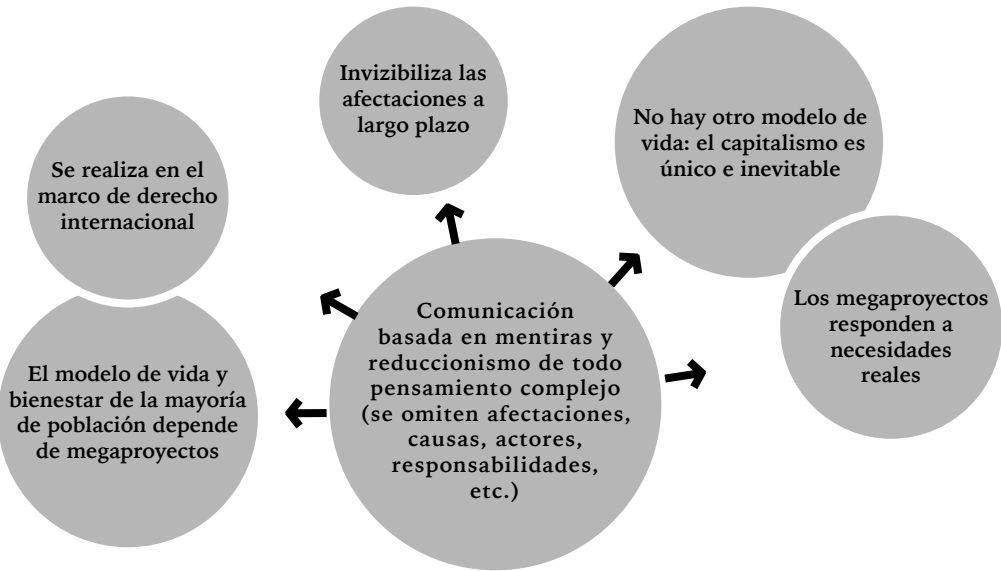 Invizibiliza las
afectaciones a
largo plazo
No hay otro modelo de
vida: el capitalismo es
único e inevitable
Se realiza en el
marco de derecho
internacional
Los megaproyectos
responden a
necesidades
reales
Comunicación
basada en mentiras y
reduccionismo de todo
pensamiento complejo
(se omiten afectaciones,
causas, actores,
responsabilidades,
etc.)
El modelo de vida y
bienestar de la mayoría
de población depende
de megaproyectos